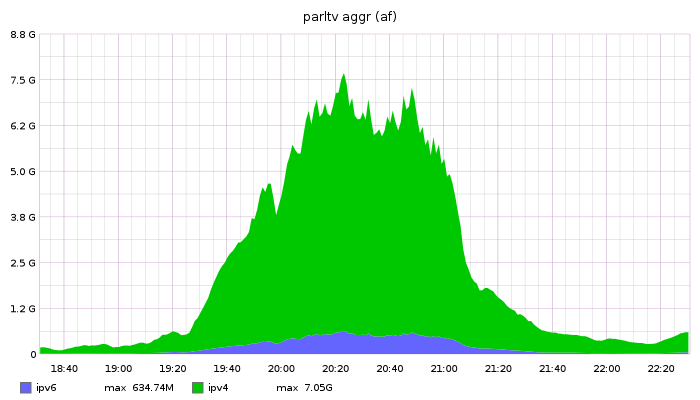 parltv aggr (af)
8.8 G
7.5 G
6.2 G
5.0 G
3.8 G
2.5 G
1.2 G
0
18:40 19:00 19:20 19:40 20:00 20:20 20:40 21:00 21:20 21:40 22:00 22:20
ipv6 max 634.74M ipv4 max 7.05G